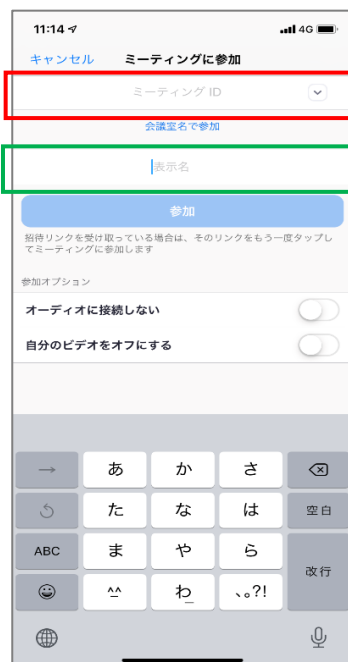 11:14 4G
キャンセル ミーティングに参加
ミーティング ID
会議室名で参加
表示名
参加
招待リンクを受け取っている場合は、そのリンクをもう一度タップし
てミーティングに参加します
参加オプション
オーディオに接続しない
自分のビデオをオフにする
→ あ か さ
た な は 空白
ABC ま や ら 改行
^^ わ 、。?!